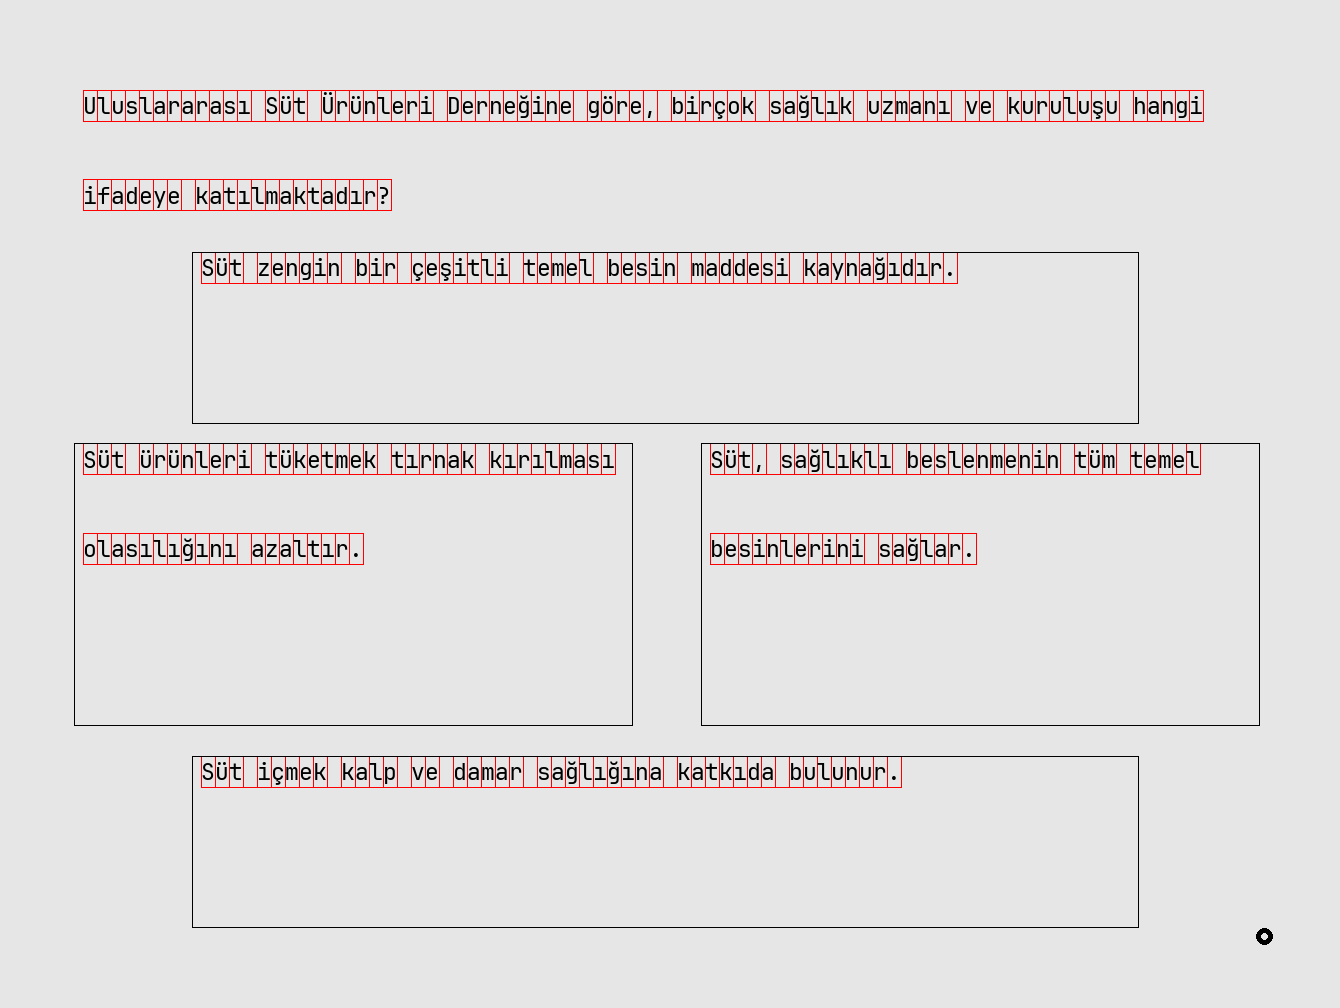 Uluslararası Süt Ürünleri Derneğine göre, birçok sağlık uzmanı ve kuruluşu hangi
ifadeye katılmaktadır?
Süt zengin bir çeşitli temel besin maddesi kaynağıdır.
Süt ürünleri tüketmek tırnak kırılması
olasılığını azaltır.
Süt, sağlıklı beslenmenin tüm temel
besinlerini sağlar.
Süt içmek kalp ve damar sağlığına katkıda bulunur.